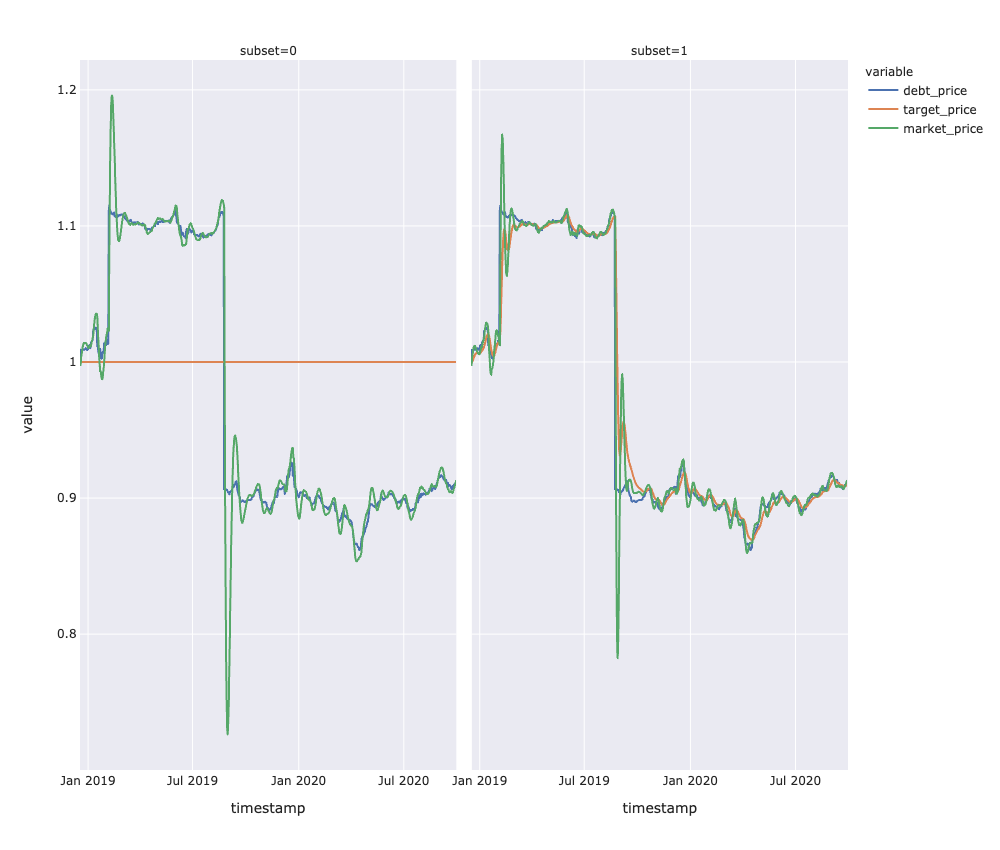 subset=0
subset=1
variable
debt_price
target_price
market_price
1.2
1.1
1
0.9
0.8
value
Jan 2019
Jul 2019
Jan 2020
Jul 2020
Jan 2019
Jul 2019
Jan 2020
Jul 2020
timestamp
timestamp